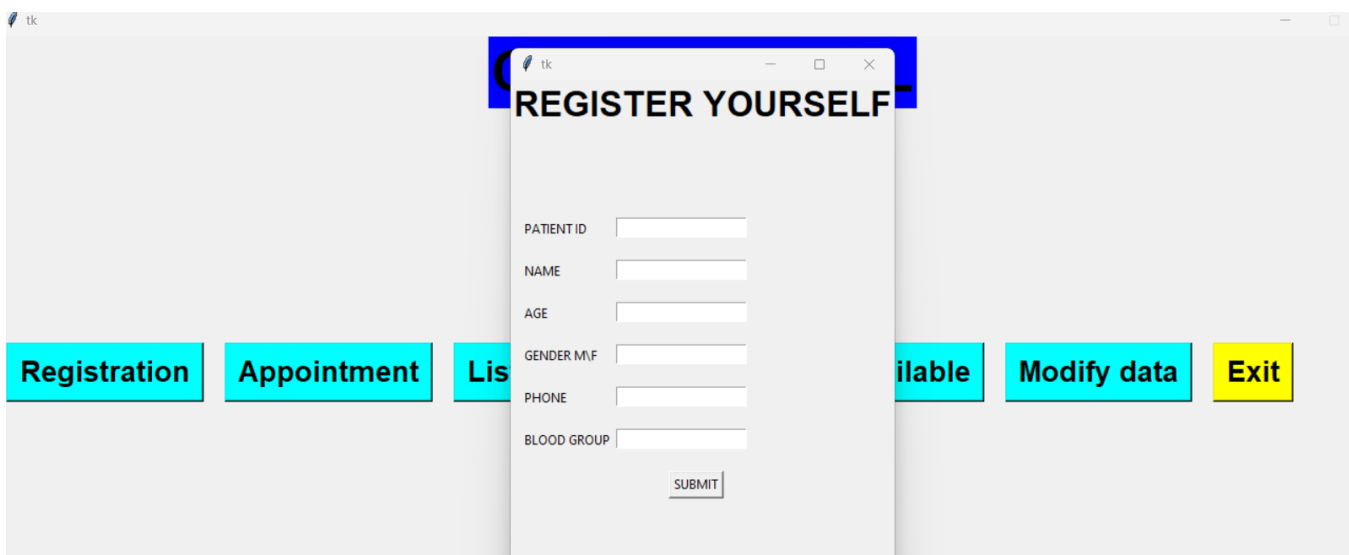 tk
tk
REGISTER YOURSELF
PATIENT ID
NAME
AGE
GENDER M\F
PHONE
BLOOD GROUP
SUBMIT
Registration
Appointment
Modify data
Exit